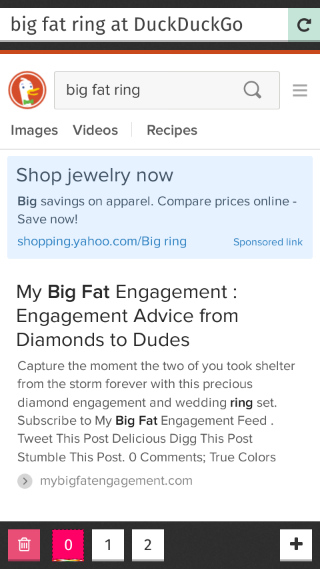 big fat ring at DuckDuckGo
big fat ring
Images Videos Recipes
Shop jewelry now
Big savings on apparel. Compare prices online -
Save now!
shopping.yahoo.com/Big ring Sponsored link
My Big Fat Engagement :
Engagement Advice from
Diamonds to Dudes
Capture the moment the two of you took shelter
from the storm forever with this precious
diamond engagement and wedding ring set.
Subscribe to My Big Fat Engagement Feed .
Tweet This Post Delicious Digg This Post
Stumble This Post. 0 Comments; True Colors
mybigfatengagement.com
0 1 2 +